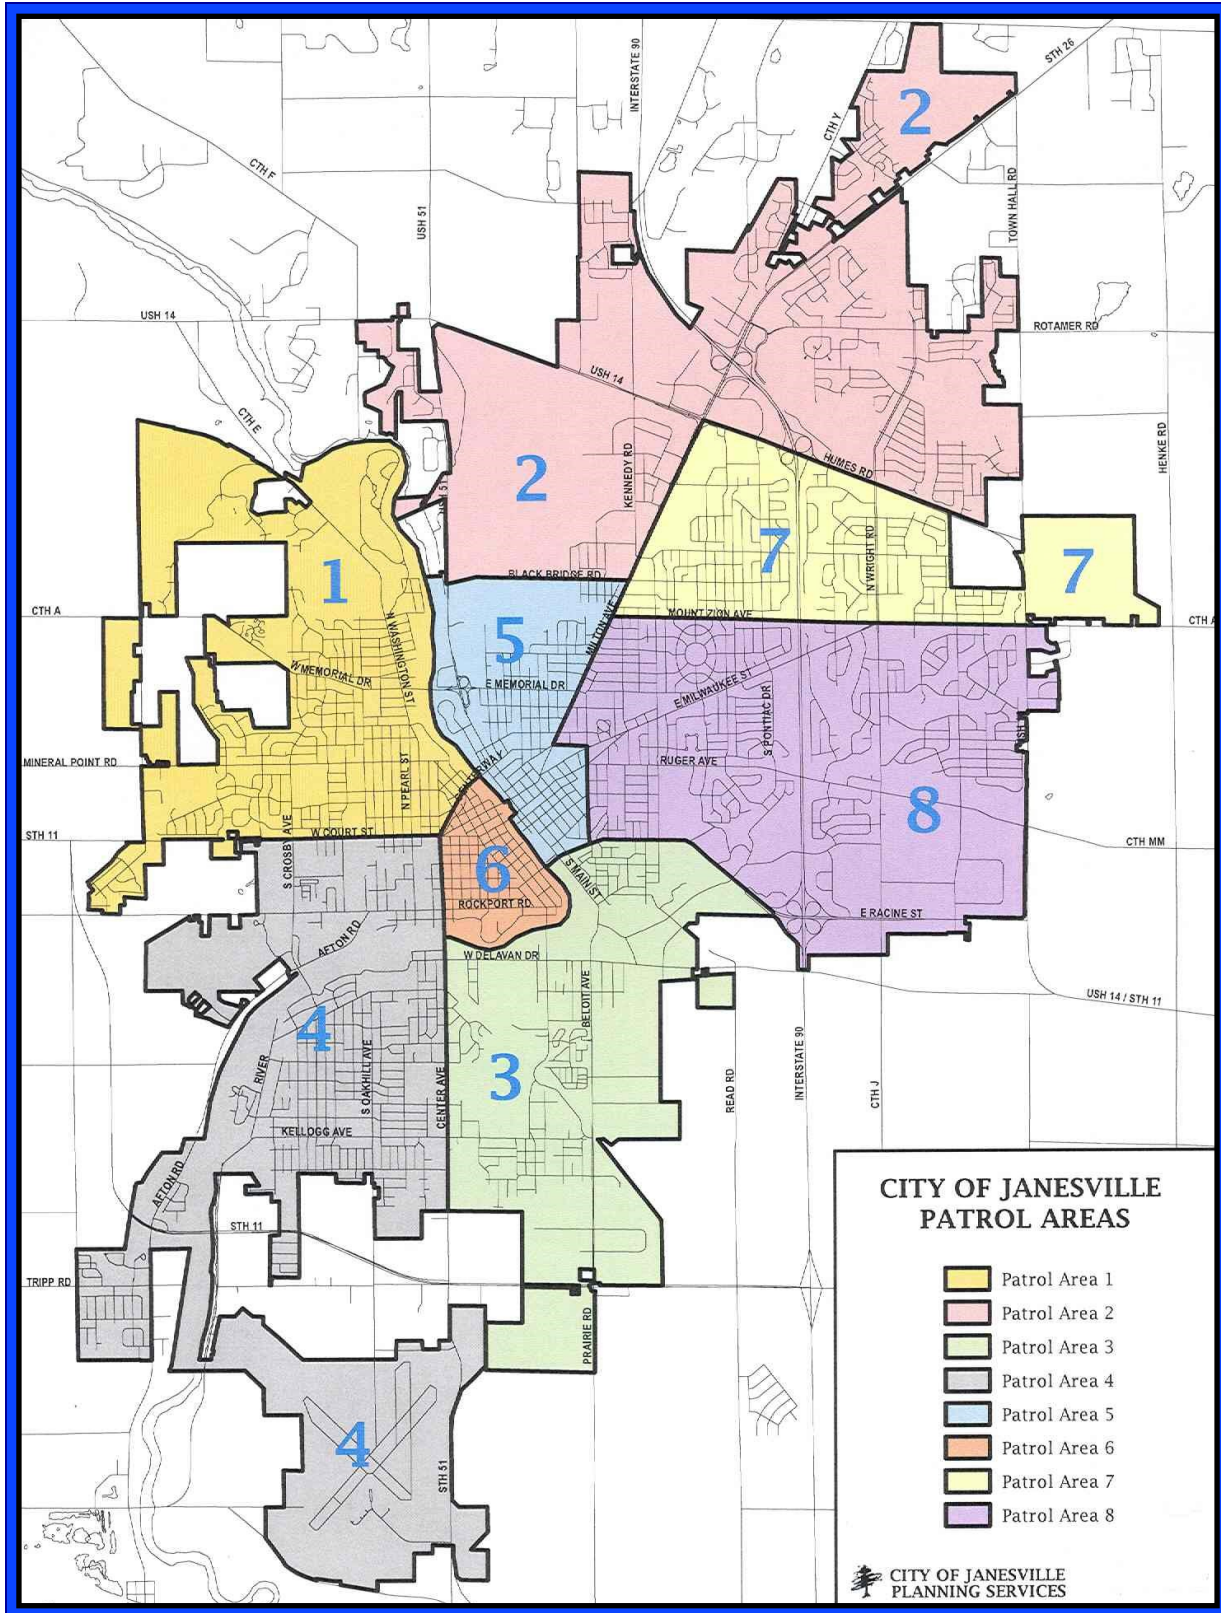 STH 26
INTERSTATE 90
2
CTH Y
CTH F
TOWN HALL RD
USH 51
USH 14
ROTAMER RD
USH 14
CTH E
HENKE RD
HUMES RD
KENNEDY RD
2
7
N WRIGHT RD
7
1
BLACK BRIDGE RD
CTH A
MOUNT ZION AVE
CTH A
N WASHINGTON ST
5
MILTON AVE
W MEMORIAL DR
E MEMORIAL DR
E MILWAUKEE ST
S PONTIAC DR
MINERAL POINT RD
RUGER AVE
N PEARL ST
8
STH 11
W COURT ST
CTH MM
S CROSBY AVE
6
S MAIN ST
ROCKPORT RD
E RACINE ST
AFTON RD
W DELAVAN DR
BELOIT AVE
USH 14 / STH 11
4
INTERSTATE 90
RIVER
S OAKHILL AVE
3
CENTER AVE
READ RD
CTH J
KELLOGG AVE
AFTON RD
STH 11
TRIPP RD
PRAIRIE RD
4
STH 51
CITY OF JANESVILLE
PATROL AREAS
Patrol Area 1
Patrol Area 2
Patrol Area 3
Patrol Area 4
Patrol Area 5
Patrol Area 6
Patrol Area 7
Patrol Area 8
CITY OF JANESVILLE
PLANNING SERVICES